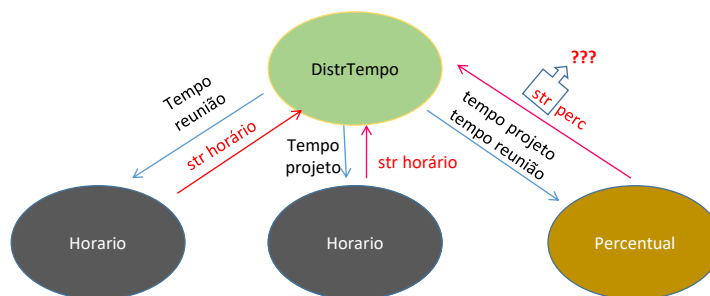 ???
DistrTempo
Tempo
reunião
str horário
Tempo
projeto
str horário
str perc
tempo projeto
tempo reunião
Horario
Horario
Percentual